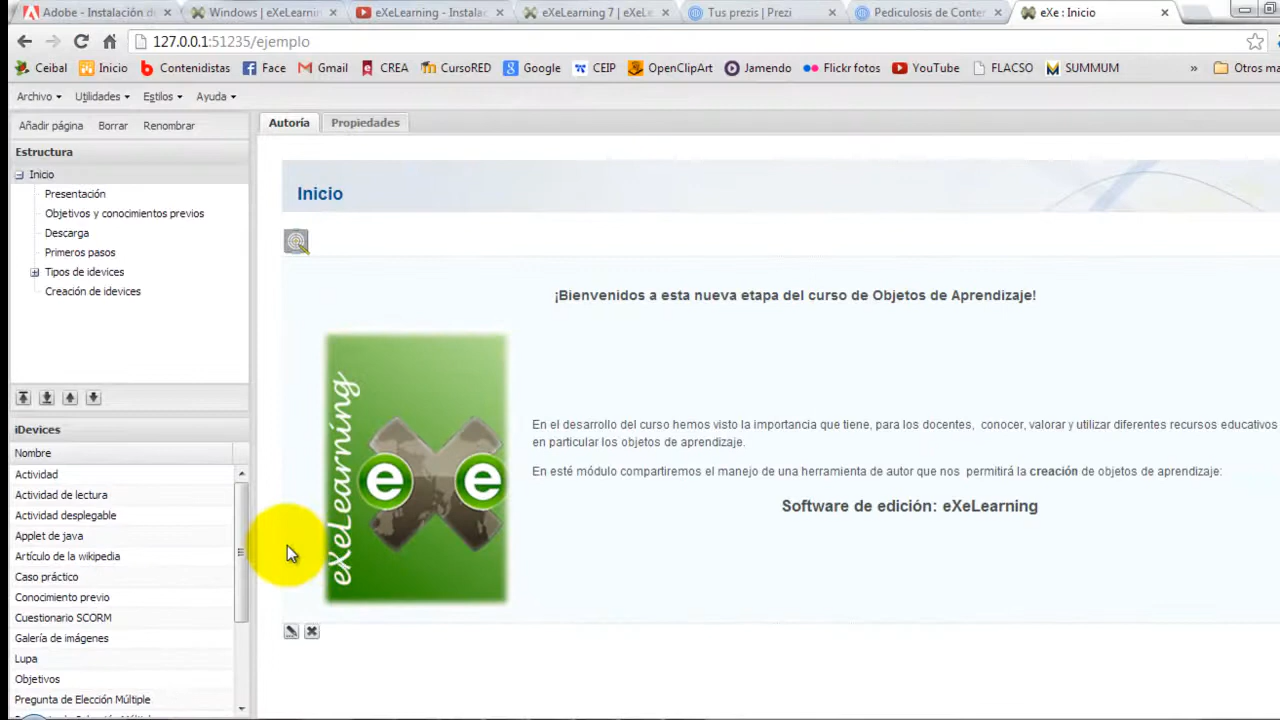 Adobe - Instalación de
Windows | eXeLearnin
eXeLearning - Instalac
eXeLearning 7 | eXeLe
Tus prezis | Prezi
Pediculosis de Conter
eXe : Inicio
127.0.0.1:51235/ejemplo
Ceibal Inicio Contenidistas Face Gmail CREA CursoRED Google CEIP OpenClipArt Jamendo Flickr fotos YouTube FLACSO SUMMUM » Otros ma
Archivo Utilidades Estilos Ayuda
Añadir página Borrar Renombrar
Estructura
Inicio
Presentación
Objetivos y conocimientos previos
Descarga
Primeros pasos
Tipos de idevices
Creación de idevices
iDevices
Nombre
Actividad
Actividad de lectura
Actividad desplegable
Applet de java
Artículo de la wikipedia
Caso práctico
Conocimiento previo
Cuestionario SCORM
Galería de imágenes
Lupa
Objetivos
Pregunta de Elección Múltiple
Autoría Propiedades
Inicio
¡Bienvenidos a esta nueva etapa del curso de Objetos de Aprendizaje!
eXeLearning
e e
En el desarrollo del curso hemos visto la importancia que tiene, para los docentes, conocer, valorar y utilizar diferentes recursos educativos
en particular los objetos de aprendizaje.
En esté módulo compartiremos el manejo de una herramienta de autor que nos permitirá la creación de objetos de aprendizaje:
Software de edición: eXeLearning